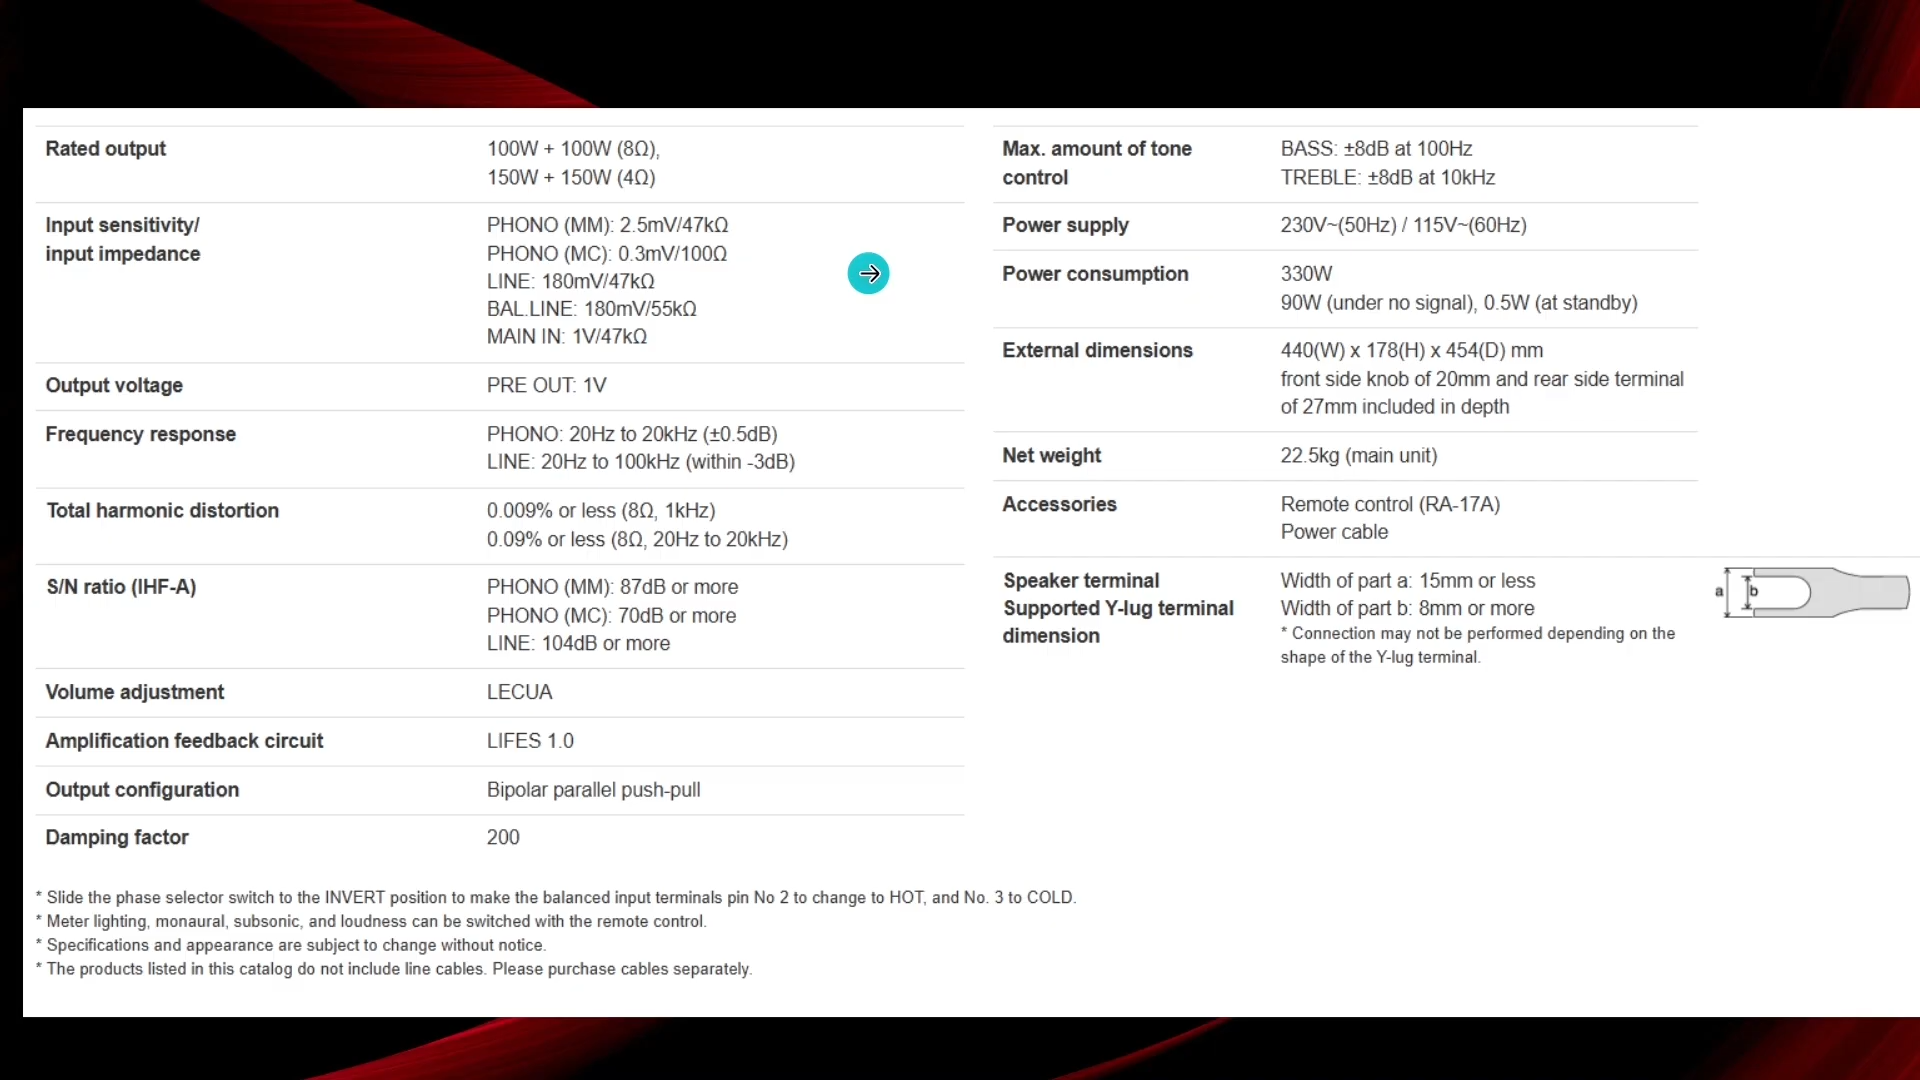 Rated output
100W + 100W (8Ω),
150W + 150W (4Ω)
Input sensitivity/
input impedance
PHONO (MM): 2.5mV/47kΩ
PHONO (MC): 0.3mV/100Ω
LINE: 180mV/47kΩ
BAL.LINE: 180mV/55kΩ
MAIN IN: 1V/47kΩ
Output voltage
PRE OUT: 1V
Frequency response
PHONO: 20Hz to 20kHz (±0.5dB)
LINE: 20Hz to 100kHz (within -3dB)
Total harmonic distortion
0.009% or less (8Ω, 1kHz)
0.09% or less (8Ω, 20Hz to 20kHz)
S/N ratio (IHF-A)
PHONO (MM): 87dB or more
PHONO (MC): 70dB or more
LINE: 104dB or more
Volume adjustment
LECUA
Amplification feedback circuit
LIFES 1.0
Output configuration
Bipolar parallel push-pull
Damping factor
200
Max. amount of tone
control
BASS: ±8dB at 100Hz
TREBLE: ±8dB at 10kHz
Power supply
230V~(50Hz) / 115V~(60Hz)
Power consumption
330W
90W (under no signal), 0.5W (at standby)
External dimensions
440(W) x 178(H) x 454(D) mm
front side knob of 20mm and rear side terminal
of 27mm included in depth
Net weight
22.5kg (main unit)
Accessories
Remote control (RA-17A)
Power cable
Speaker terminal
Supported Y-lug terminal
dimension
Width of part a: 15mm or less
Width of part b: 8mm or more
* Connection may not be performed depending on the
shape of the Y-lug terminal.
a
b
* Slide the phase selector switch to the INVERT position to make the balanced input terminals pin No 2 to change to HOT, and No. 3 to COLD.
* Meter lighting, monaural, subsonic, and loudness can be switched with the remote control.
* Specifications and appearance are subject to change without notice.
* The products listed in this catalog do not include line cables. Please purchase cables separately.